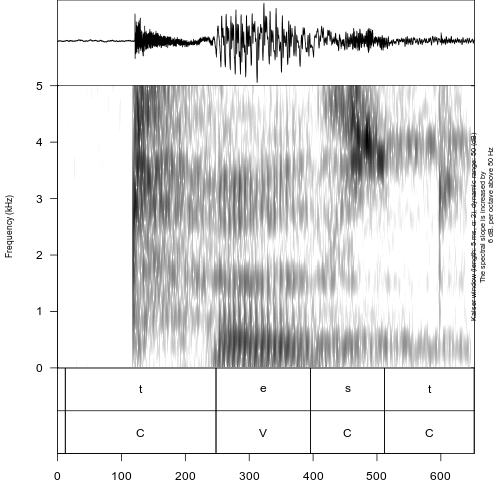 5
4
3
2
1
0
Frequency (kHz)
Kaiser window (length: 5 ms, α: 2), dynamic range: 50 (dB)
The spectral slope is increased by
6 dB. per octave above 50 Hz
t e s t
C V C C
0 100 200 300 400 500 600